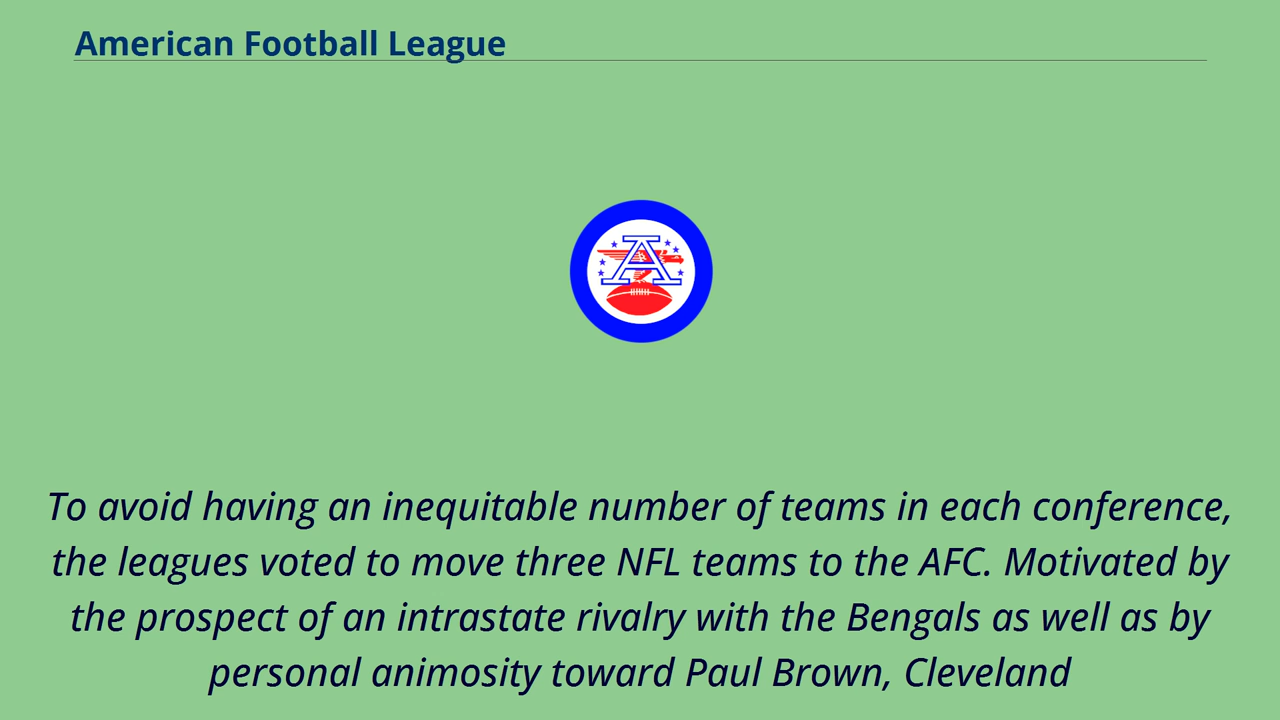 American Football League
A
To avoid having an inequitable number of teams in each conference,
the leagues voted to move three NFL teams to the AFC. Motivated by
the prospect of an intrastate rivalry with the Bengals as well as by
personal animosity toward Paul Brown, Cleveland